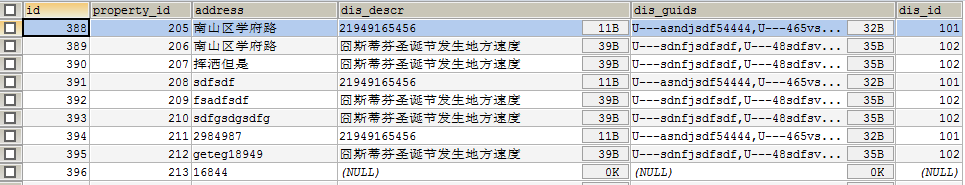 id property_id address dis_descr dis_guids dis_id
388 205 南山区学府路 21949165456 11B U---asndjsdf54444,U---465vs... 32B 101
389 206 南山区学府路 囧斯蒂芬圣诞节发生地方速度 39B U---sdnfjsdfsdf,U---48sdfsv... 35B 102
390 207 挥洒但是 囧斯蒂芬圣诞节发生地方速度 39B U---sdnfjsdfsdf,U---48sdfsv... 35B 102
391 208 sdfsdf 21949165456 11B U---asndjsdf54444,U---465vs... 32B 101
392 209 fsadfsdf 囧斯蒂芬圣诞节发生地方速度 39B U---sdnfjsdfsdf,U---48sdfsv... 35B 102
393 210 sdfgsdgsdfg 囧斯蒂芬圣诞节发生地方速度 39B U---sdnfjsdfsdf,U---48sdfsv... 35B 102
394 211 2984987 21949165456 11B U---asndjsdf54444,U---465vs... 32B 101
395 212 geteg18949 囧斯蒂芬圣诞节发生地方速度 39B U---sdnfjsdfsdf,U---48sdfsv... 35B 102
396 213 16844 (NULL) 0K (NULL) 0K (NULL)